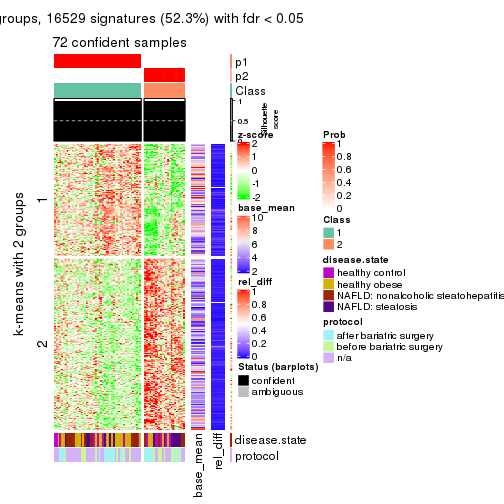 groups, 16529 signatures (52.3%) with fdr < 0.05
72 confident samples
p1
p2
Class
1
0.5
0
Silhouette
score
k-means with 2 groups
1
2
z-score
2
1
0
-1
-2
base_mean
10
8
6
4
2
rel_diff
1
0.8
0.6
0.4
0.2
0
Status (barplots)
confident
ambiguous
Prob
1
0.8
0.6
0.4
0.2
0
Class
1
2
disease.state
healthy control
healthy obese
NAFLD: nonalcoholic steatohepatitis
NAFLD: steatosis
protocol
after bariatric surgery
before bariatric surgery
n/a
disease.state
protocol
base_mean
rel_diff